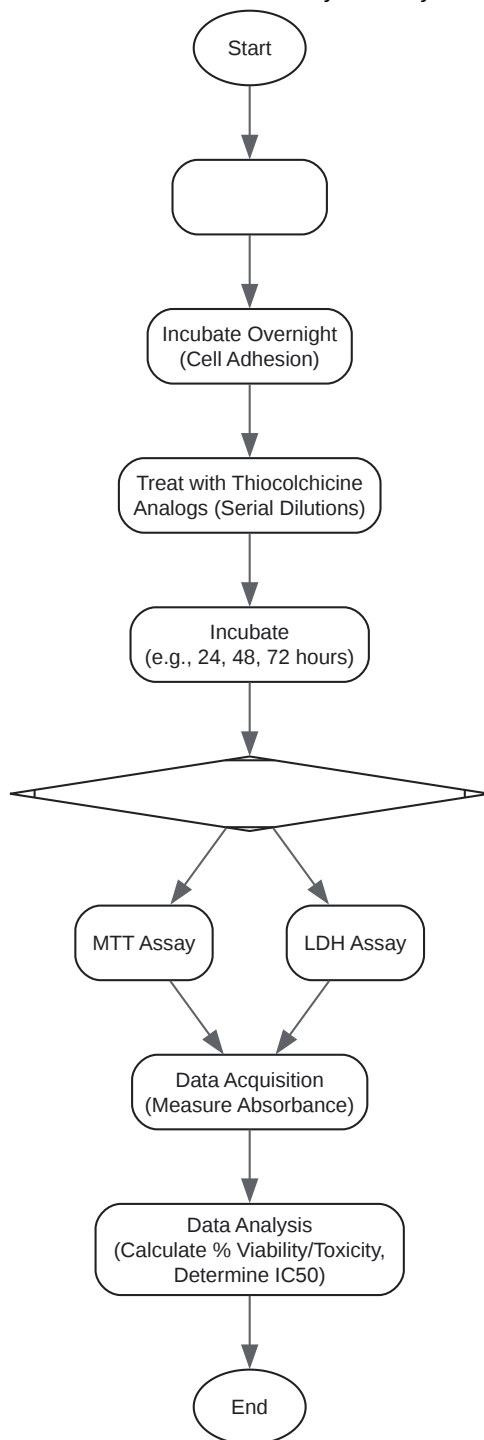 Start
Incubate Overnight
(Cell Adhesion)
Treat with Thiocolchicine
Analogs (Serial Dilutions)
Incubate
(e.g., 24, 48, 72 hours)
MTT Assay
LDH Assay
Data Acquisition
(Measure Absorbance)
Data Analysis
(Calculate % Viability/Toxicity,
Determine IC50)
End